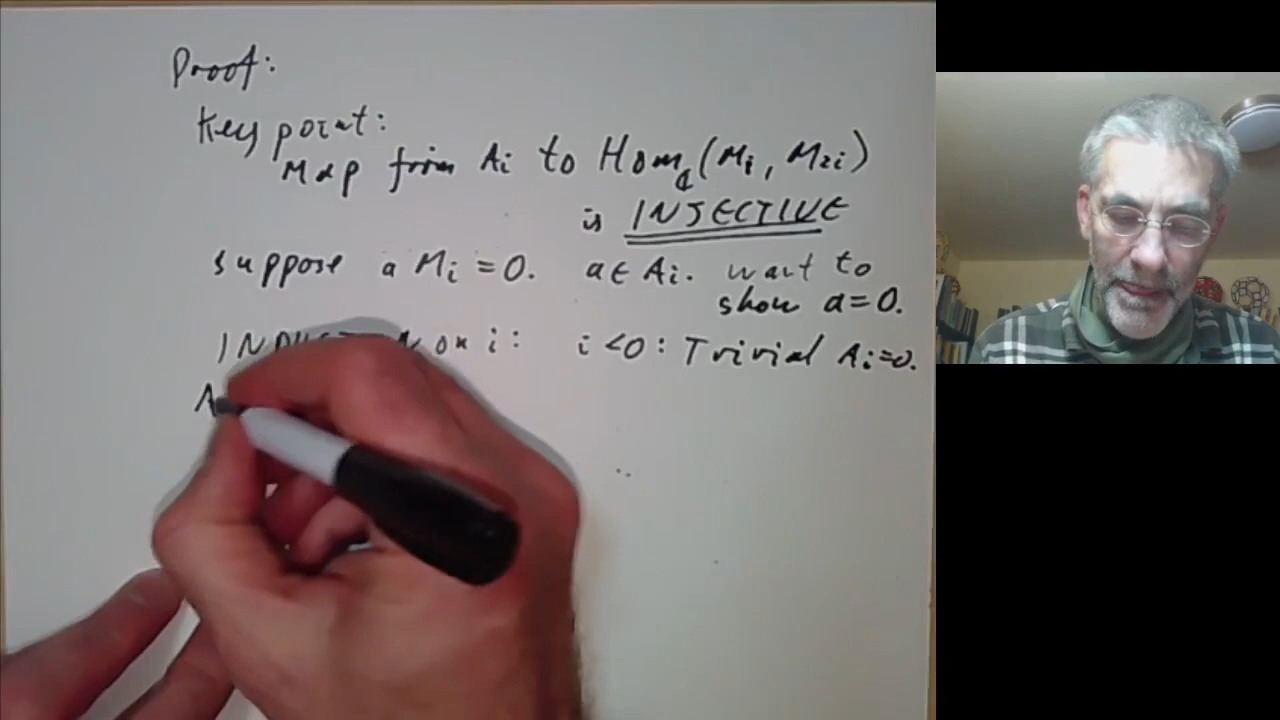 Proof:
Key point:
Map from Ai to Hom₍(Mi, M2i)
is INJECTIVE
suppose a Mi = 0. a ∈ Ai. want to
show a = 0.
on i: i < 0: Trivial Ai = 0.